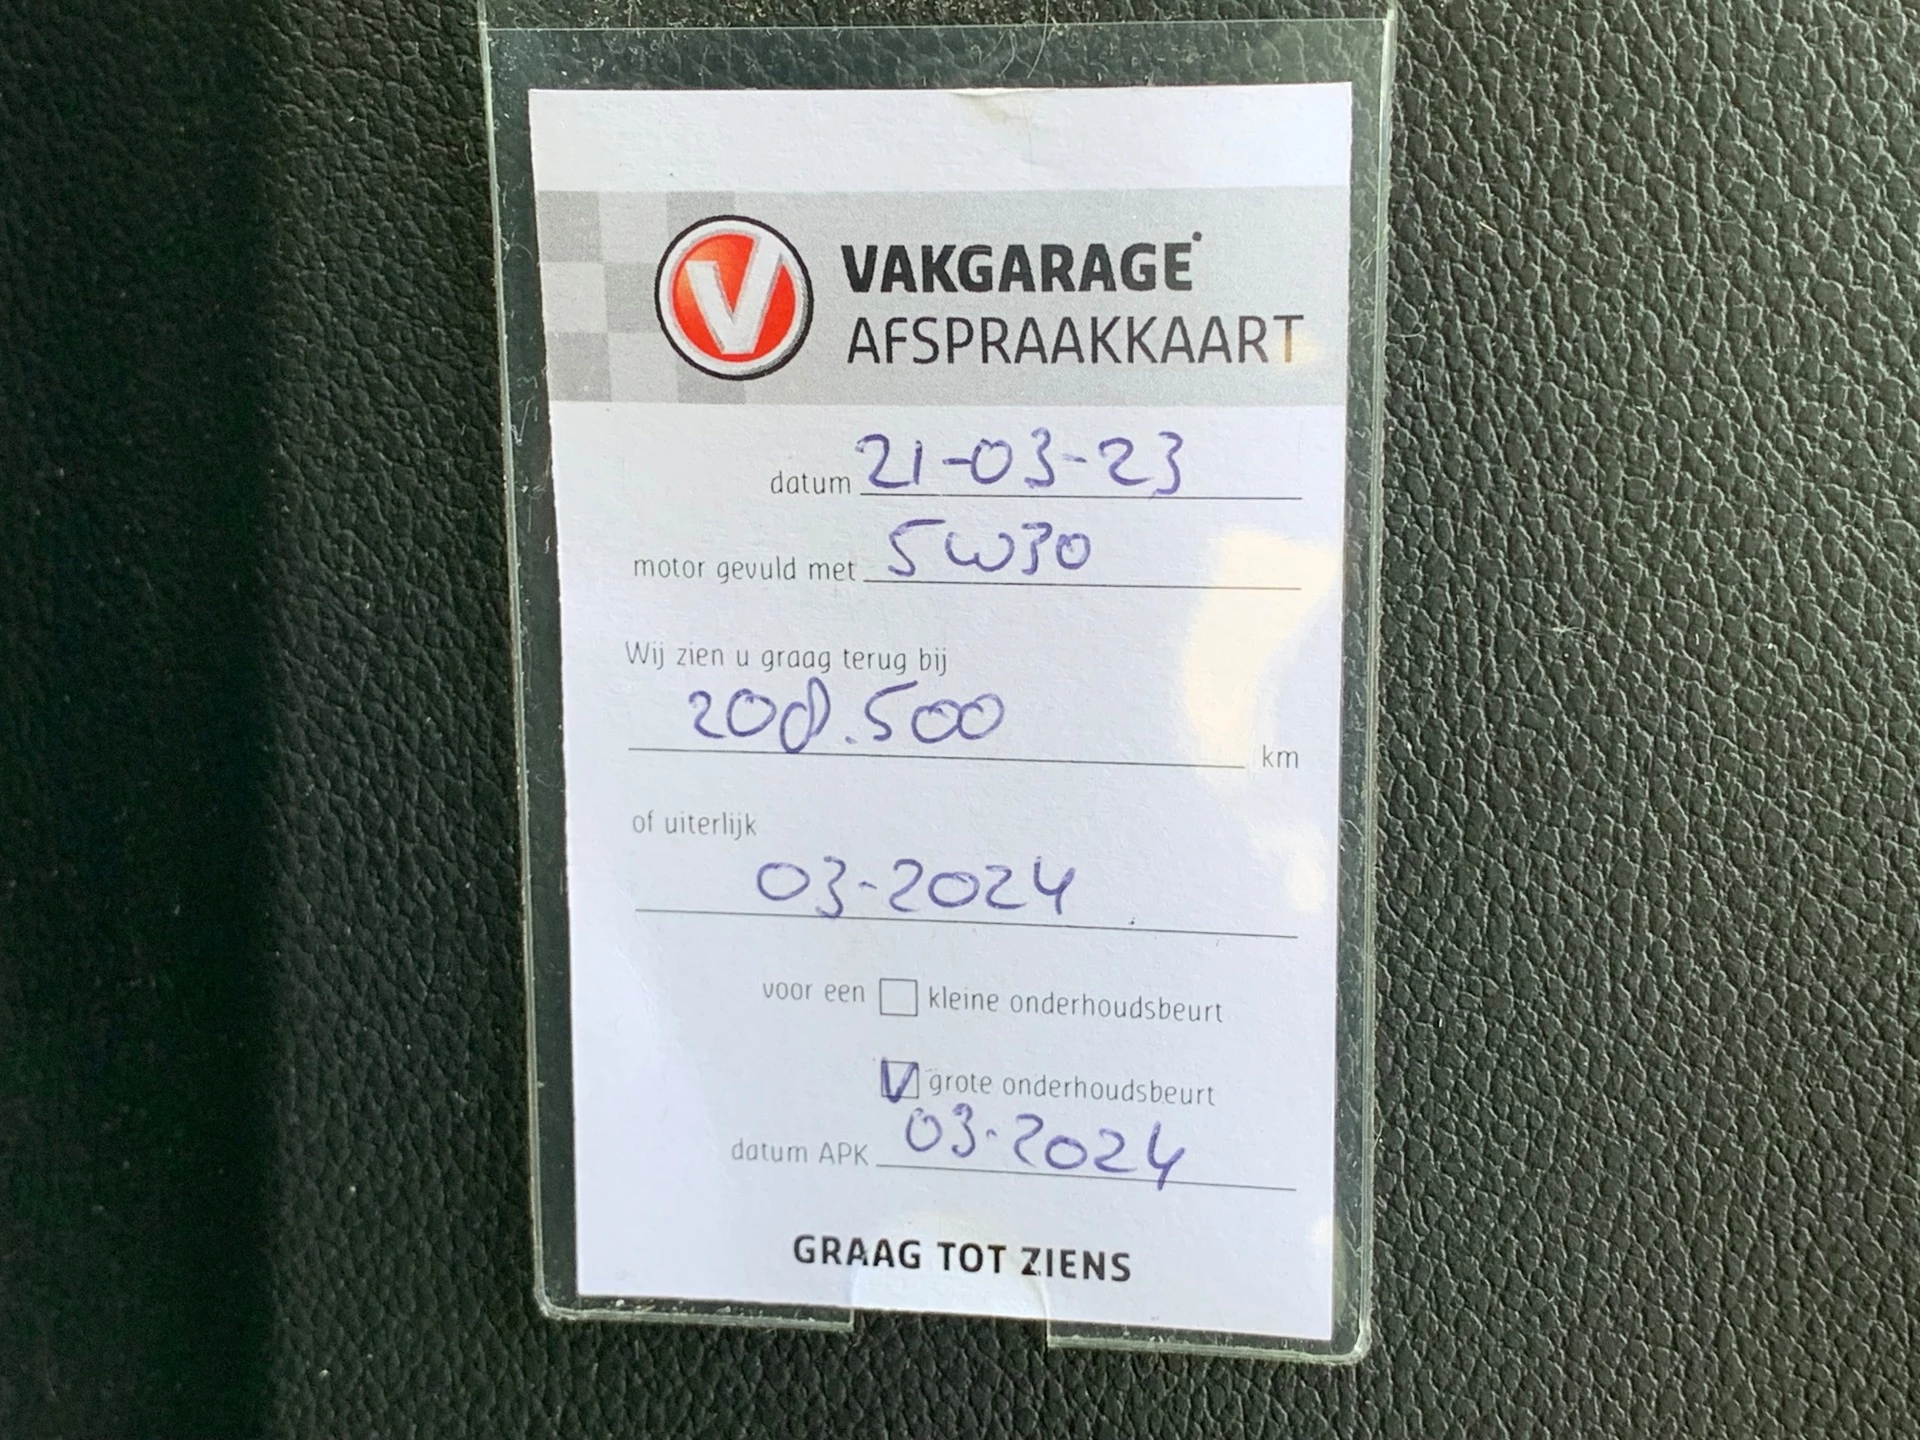 V VAKGARAGE
AFSPRAAKKAART
datum 21-03-23
motor gevuld met 5W30
Wij zien u graag terug bij
208.500 km
of uiterlijk
03-2024
voor een kleine onderhoudsbeurt
grote onderhoudsbeurt
datum APK 03-2024
GRAAG TOT ZIENS